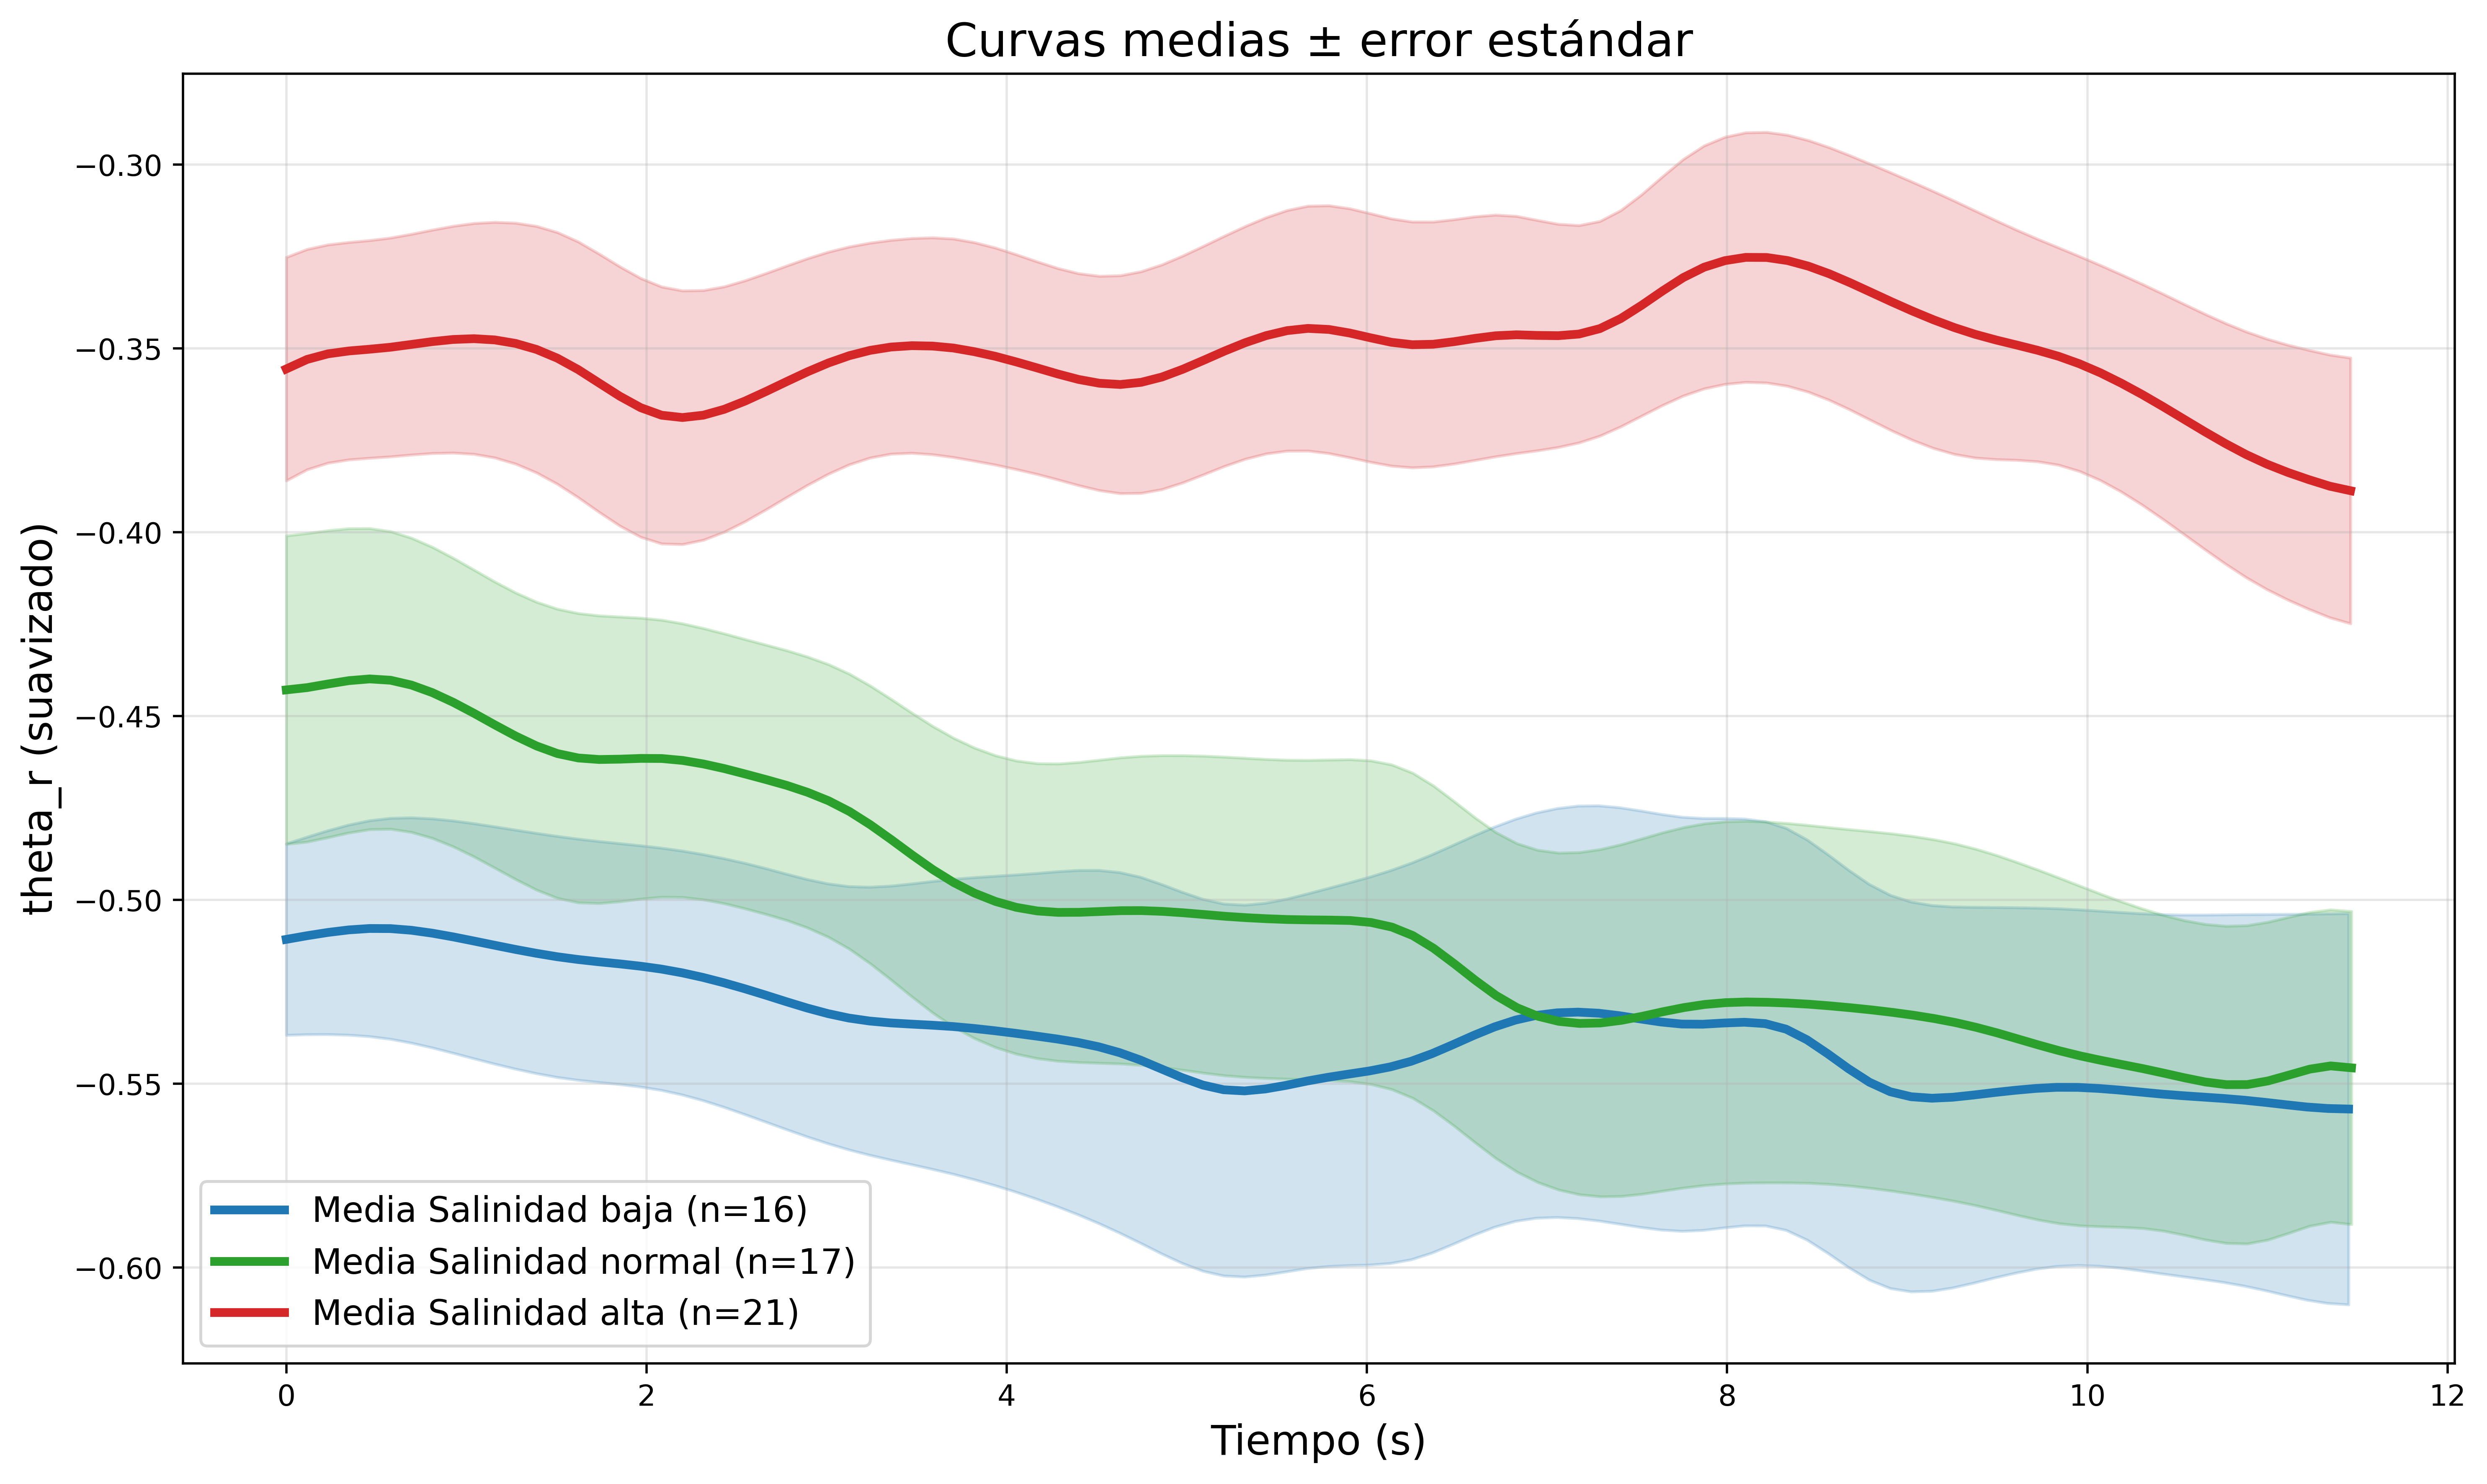 Curvas medias ± error estándar
theta_r (suavizado)
−0.30
−0.35
−0.40
−0.45
−0.50
−0.55
−0.60
Media Salinidad baja (n=16)
Media Salinidad normal (n=17)
Media Salinidad alta (n=21)
0 2 4 6 8 10 12
Tiempo (s)